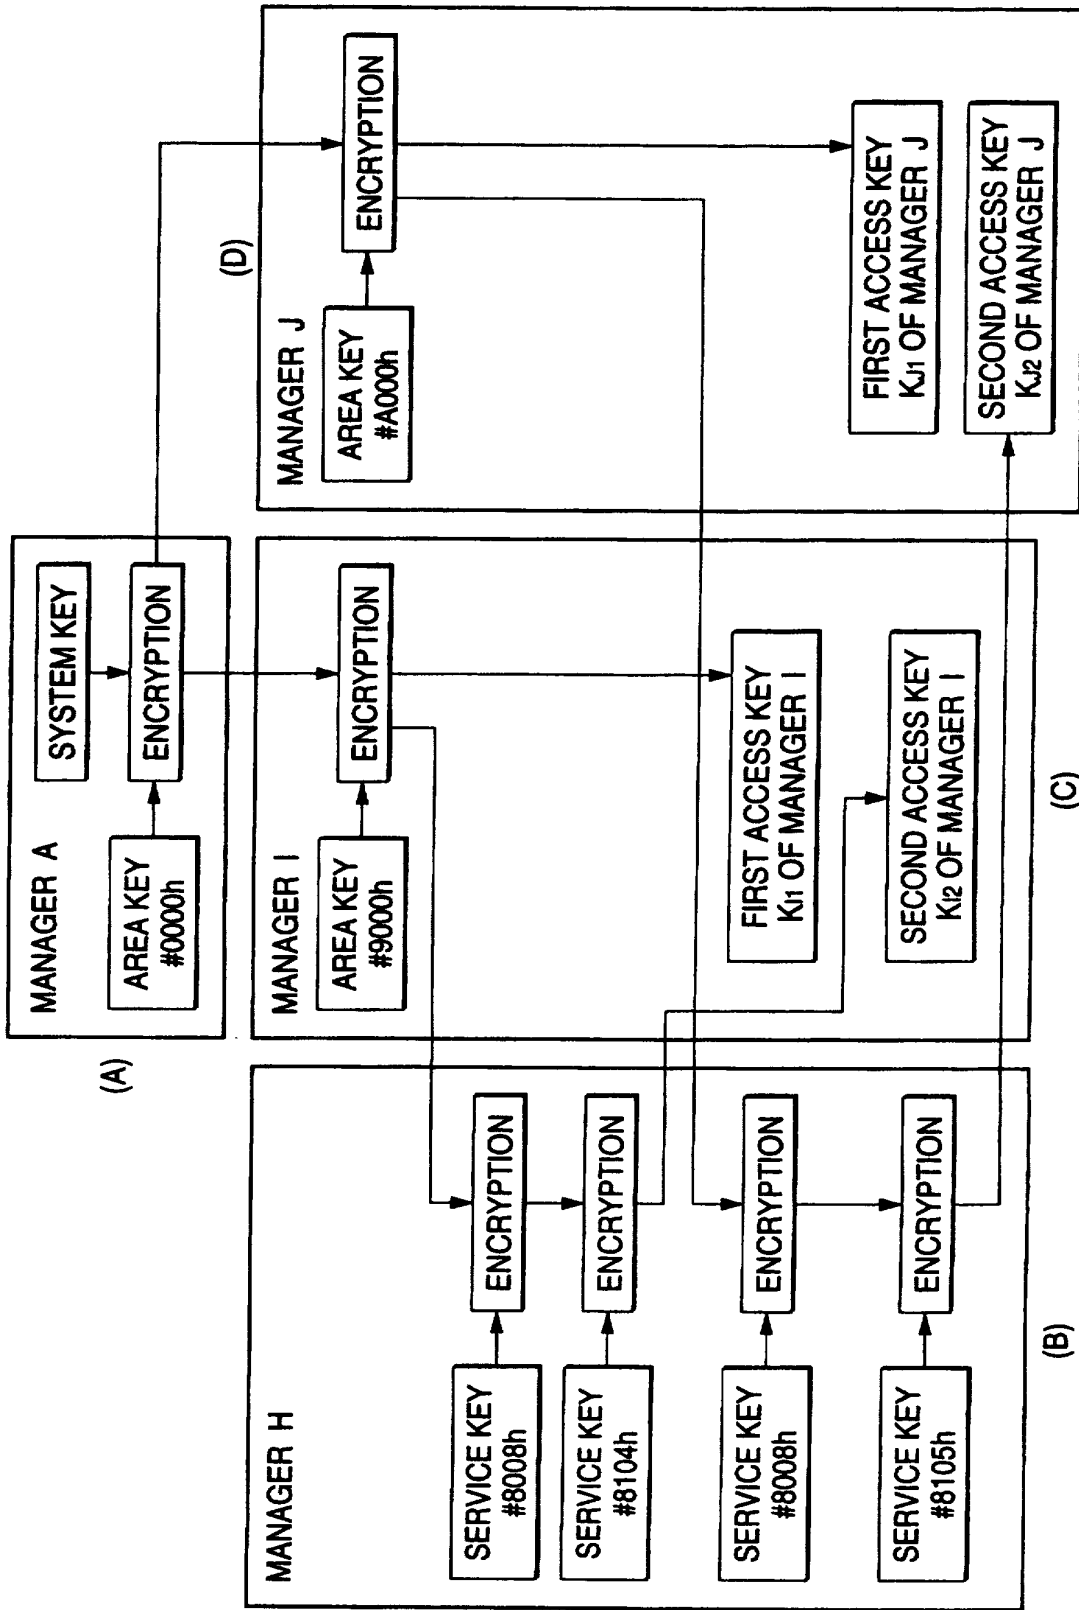 (A)
MANAGER A
SYSTEM KEY
AREA KEY
#0000h
ENCRYPTION
MANAGER H
SERVICE KEY
#8008h
ENCRYPTION
SERVICE KEY
#8104h
ENCRYPTION
SERVICE KEY
#8008h
ENCRYPTION
SERVICE KEY
#8105h
ENCRYPTION
(B)
MANAGER I
AREA KEY
#9000h
ENCRYPTION
FIRST ACCESS KEY
KI1 OF MANAGER I
SECOND ACCESS KEY
KI2 OF MANAGER I
(C)
(D)
MANAGER J
AREA KEY
#A000h
ENCRYPTION
FIRST ACCESS KEY
KJ1 OF MANAGER J
SECOND ACCESS KEY
KJ2 OF MANAGER J